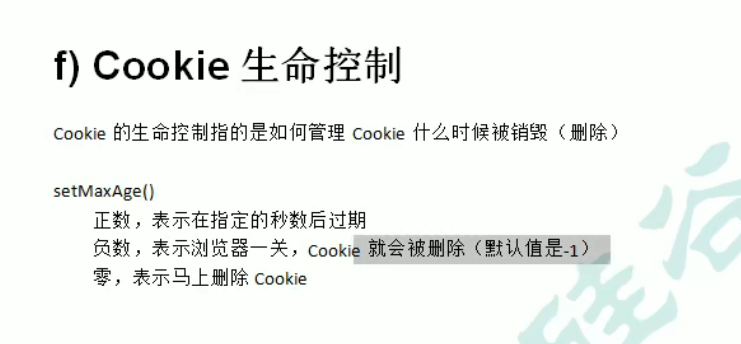 f) Cookie 生命控制
Cookie 的生命控制指的是如何管理 Cookie 什么时候被销毁（删除）
setMaxAge()
正数，表示在指定的秒数后过期
负数，表示浏览器一关，Cookie 就会被删除（默认值是-1）
零，表示马上删除 Cookie
硅谷